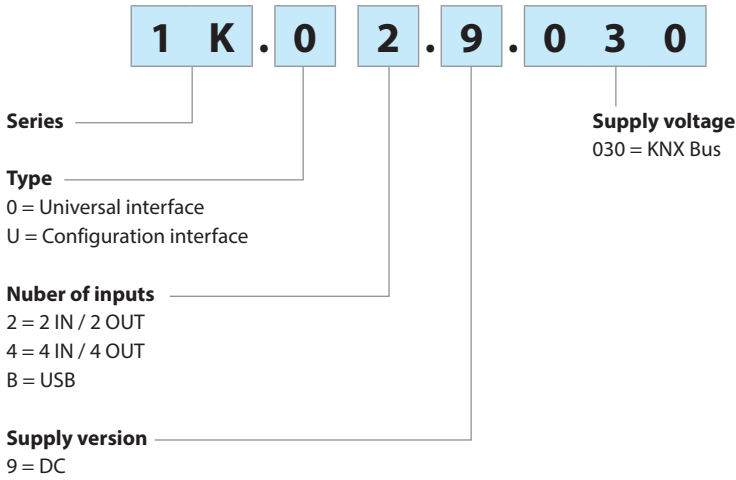 1 K . 0 2 . 9 . 0 3 0
Series
Supply voltage
030 = KNX Bus
Type
0 = Universal interface
U = Configuration interface
Nuber of inputs
2 = 2 IN / 2 OUT
4 = 4 IN / 4 OUT
B = USB
Supply version
9 = DC